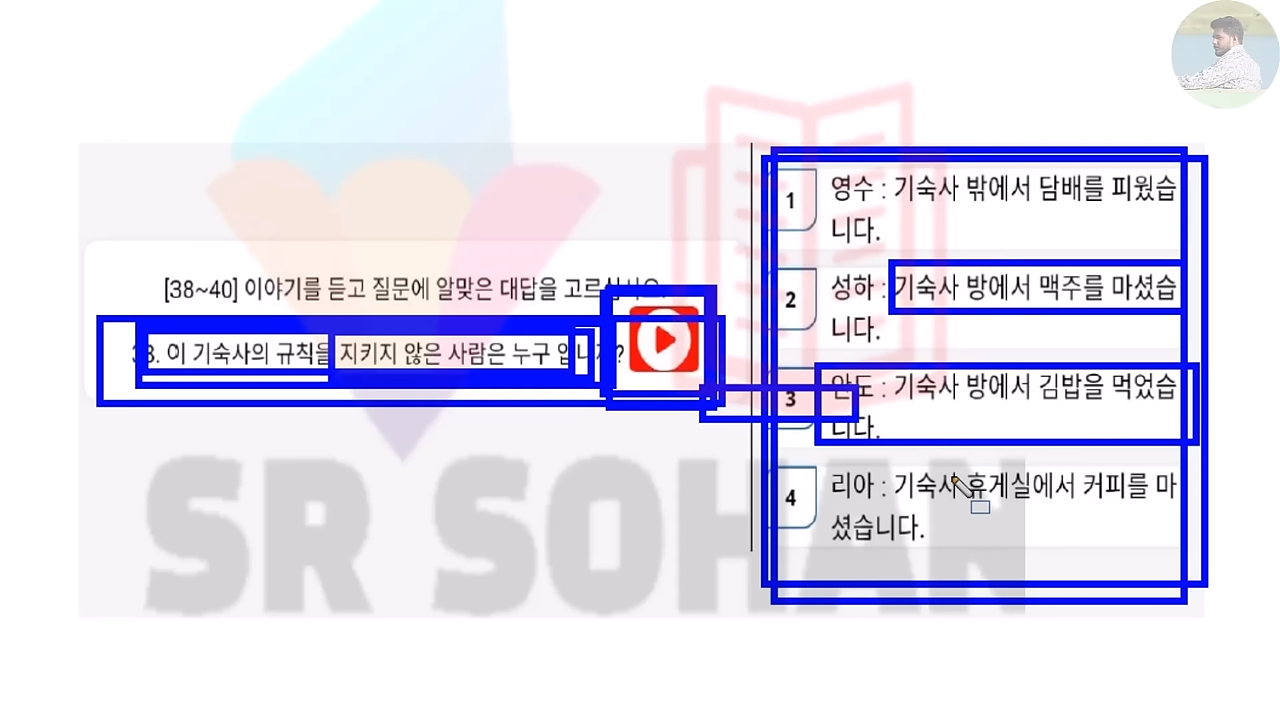 [38~40] 이야기를 듣고 질문에 알맞은 대답을 고르십시오.
38. 이 기숙사의 규칙을 지키지 않은 사람은 누구 입니까?
1 영수 : 기숙사 밖에서 담배를 피웠습
니다.
2 성하 : 기숙사 방에서 맥주를 마셨습
니다.
3 안도 : 기숙사 방에서 김밥을 먹었습
니다.
4 리아 : 기숙사 휴게실에서 커피를 마
셨습니다.
SR SOHAN